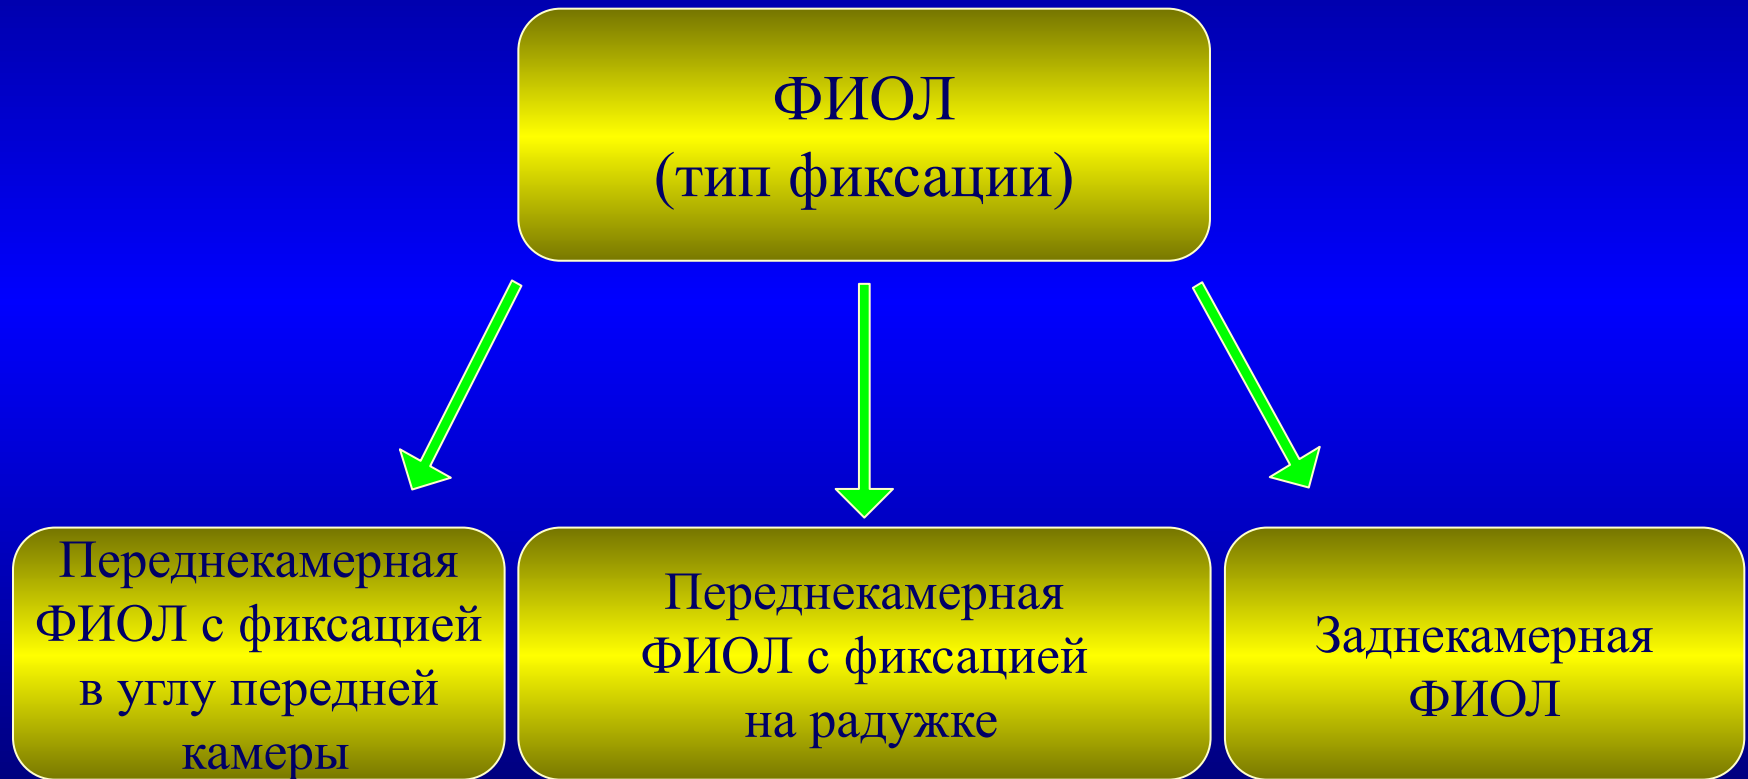 ФИОЛ
(тип фиксации)
Переднекамерная
ФИОЛ с фиксацией
в углу передней
камеры
Переднекамерная
ФИОЛ с фиксацией
на радужке
Заднекамерная
ФИОЛ